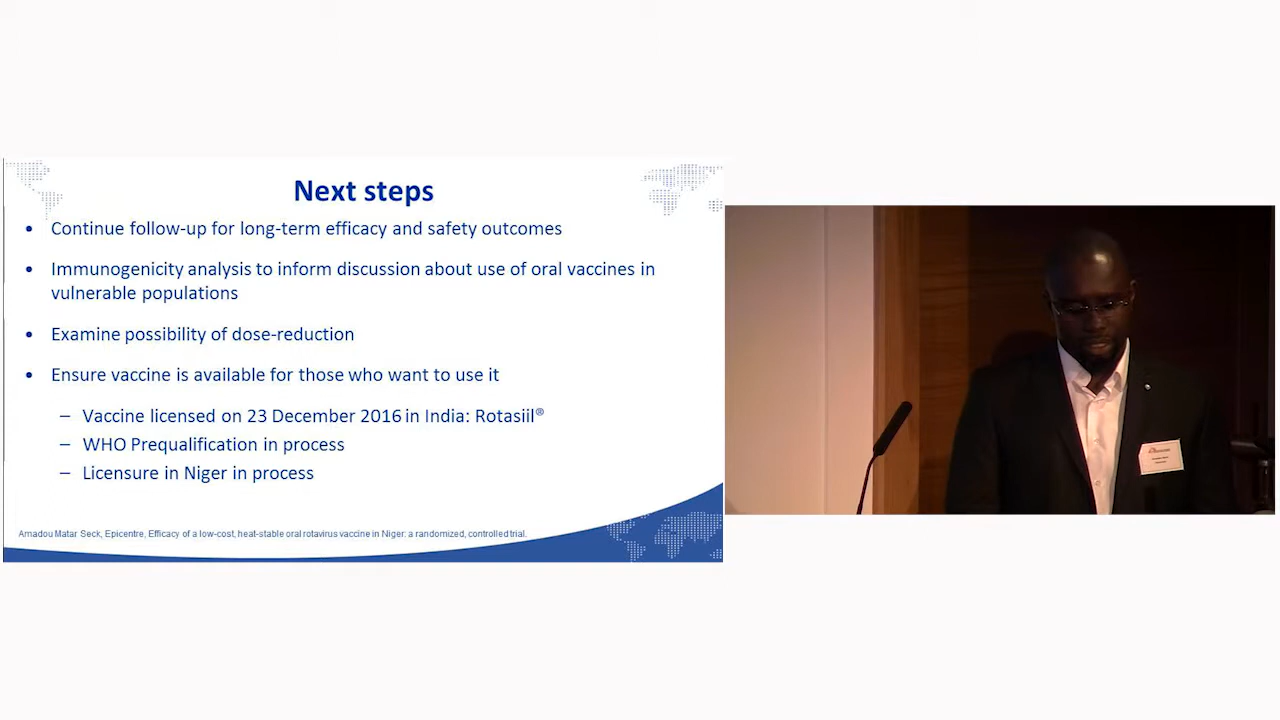 Next steps
• Continue follow-up for long-term efficacy and safety outcomes
• Immunogenicity analysis to inform discussion about use of oral vaccines in
vulnerable populations
• Examine possibility of dose-reduction
• Ensure vaccine is available for those who want to use it
– Vaccine licensed on 23 December 2016 in India: Rotasiil®
– WHO Prequalification in process
– Licensure in Niger in process
Amadou Matar Seck, Epicentre, Efficacy of a low-cost, heat-stable oral rotavirus vaccine in Niger: a randomized, controlled trial.